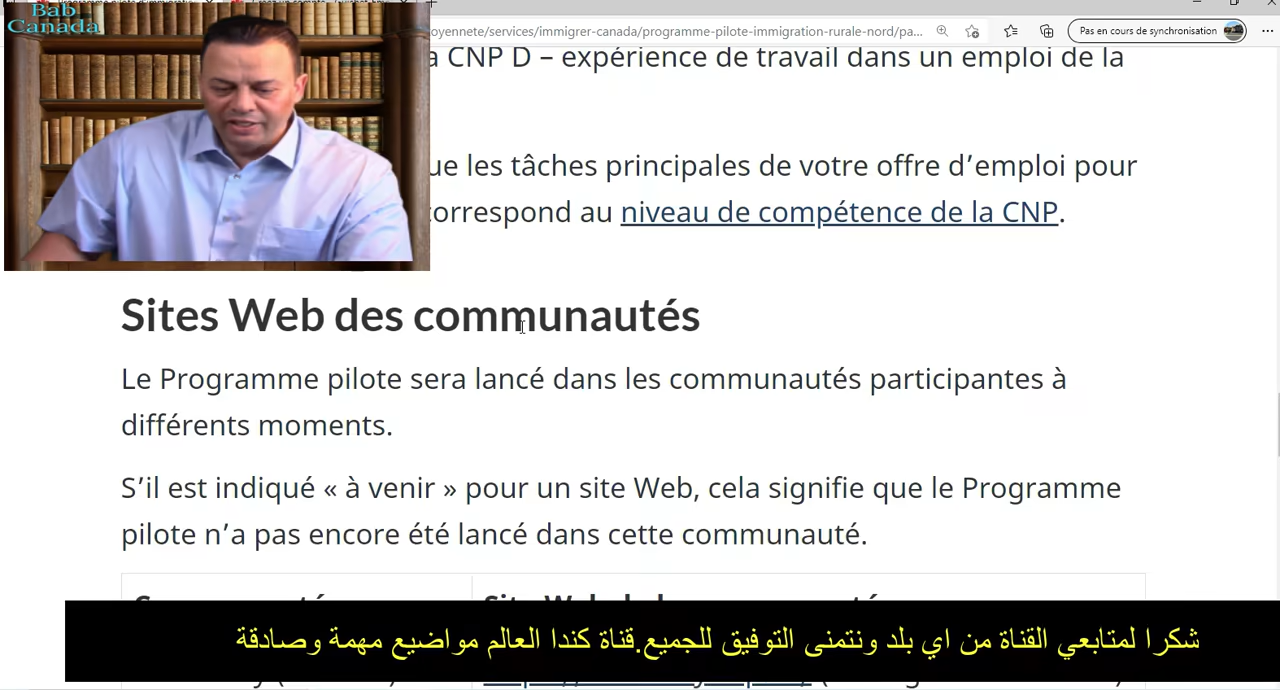 Bab
Canada
oyennete/services/immigrer-canada/programme-pilote-immigration-rurale-nord/pa...
Pas en cours de synchronisation
CNP D – expérience de travail dans un emploi de la
les tâches principales de votre offre d’emploi pour
au niveau de compétence de la CNP.
Sites Web des communautés
Le Programme pilote sera lancé dans les communautés participantes à
différents moments.
S’il est indiqué « à venir » pour un site Web, cela signifie que le Programme
pilote n’a pas encore été lancé dans cette communauté.
شكرا لمتابعي القناة من اي بلد ونتمنى التوفيق للجميع.قناة كندا العالم مواضيع مهمة وصادقة